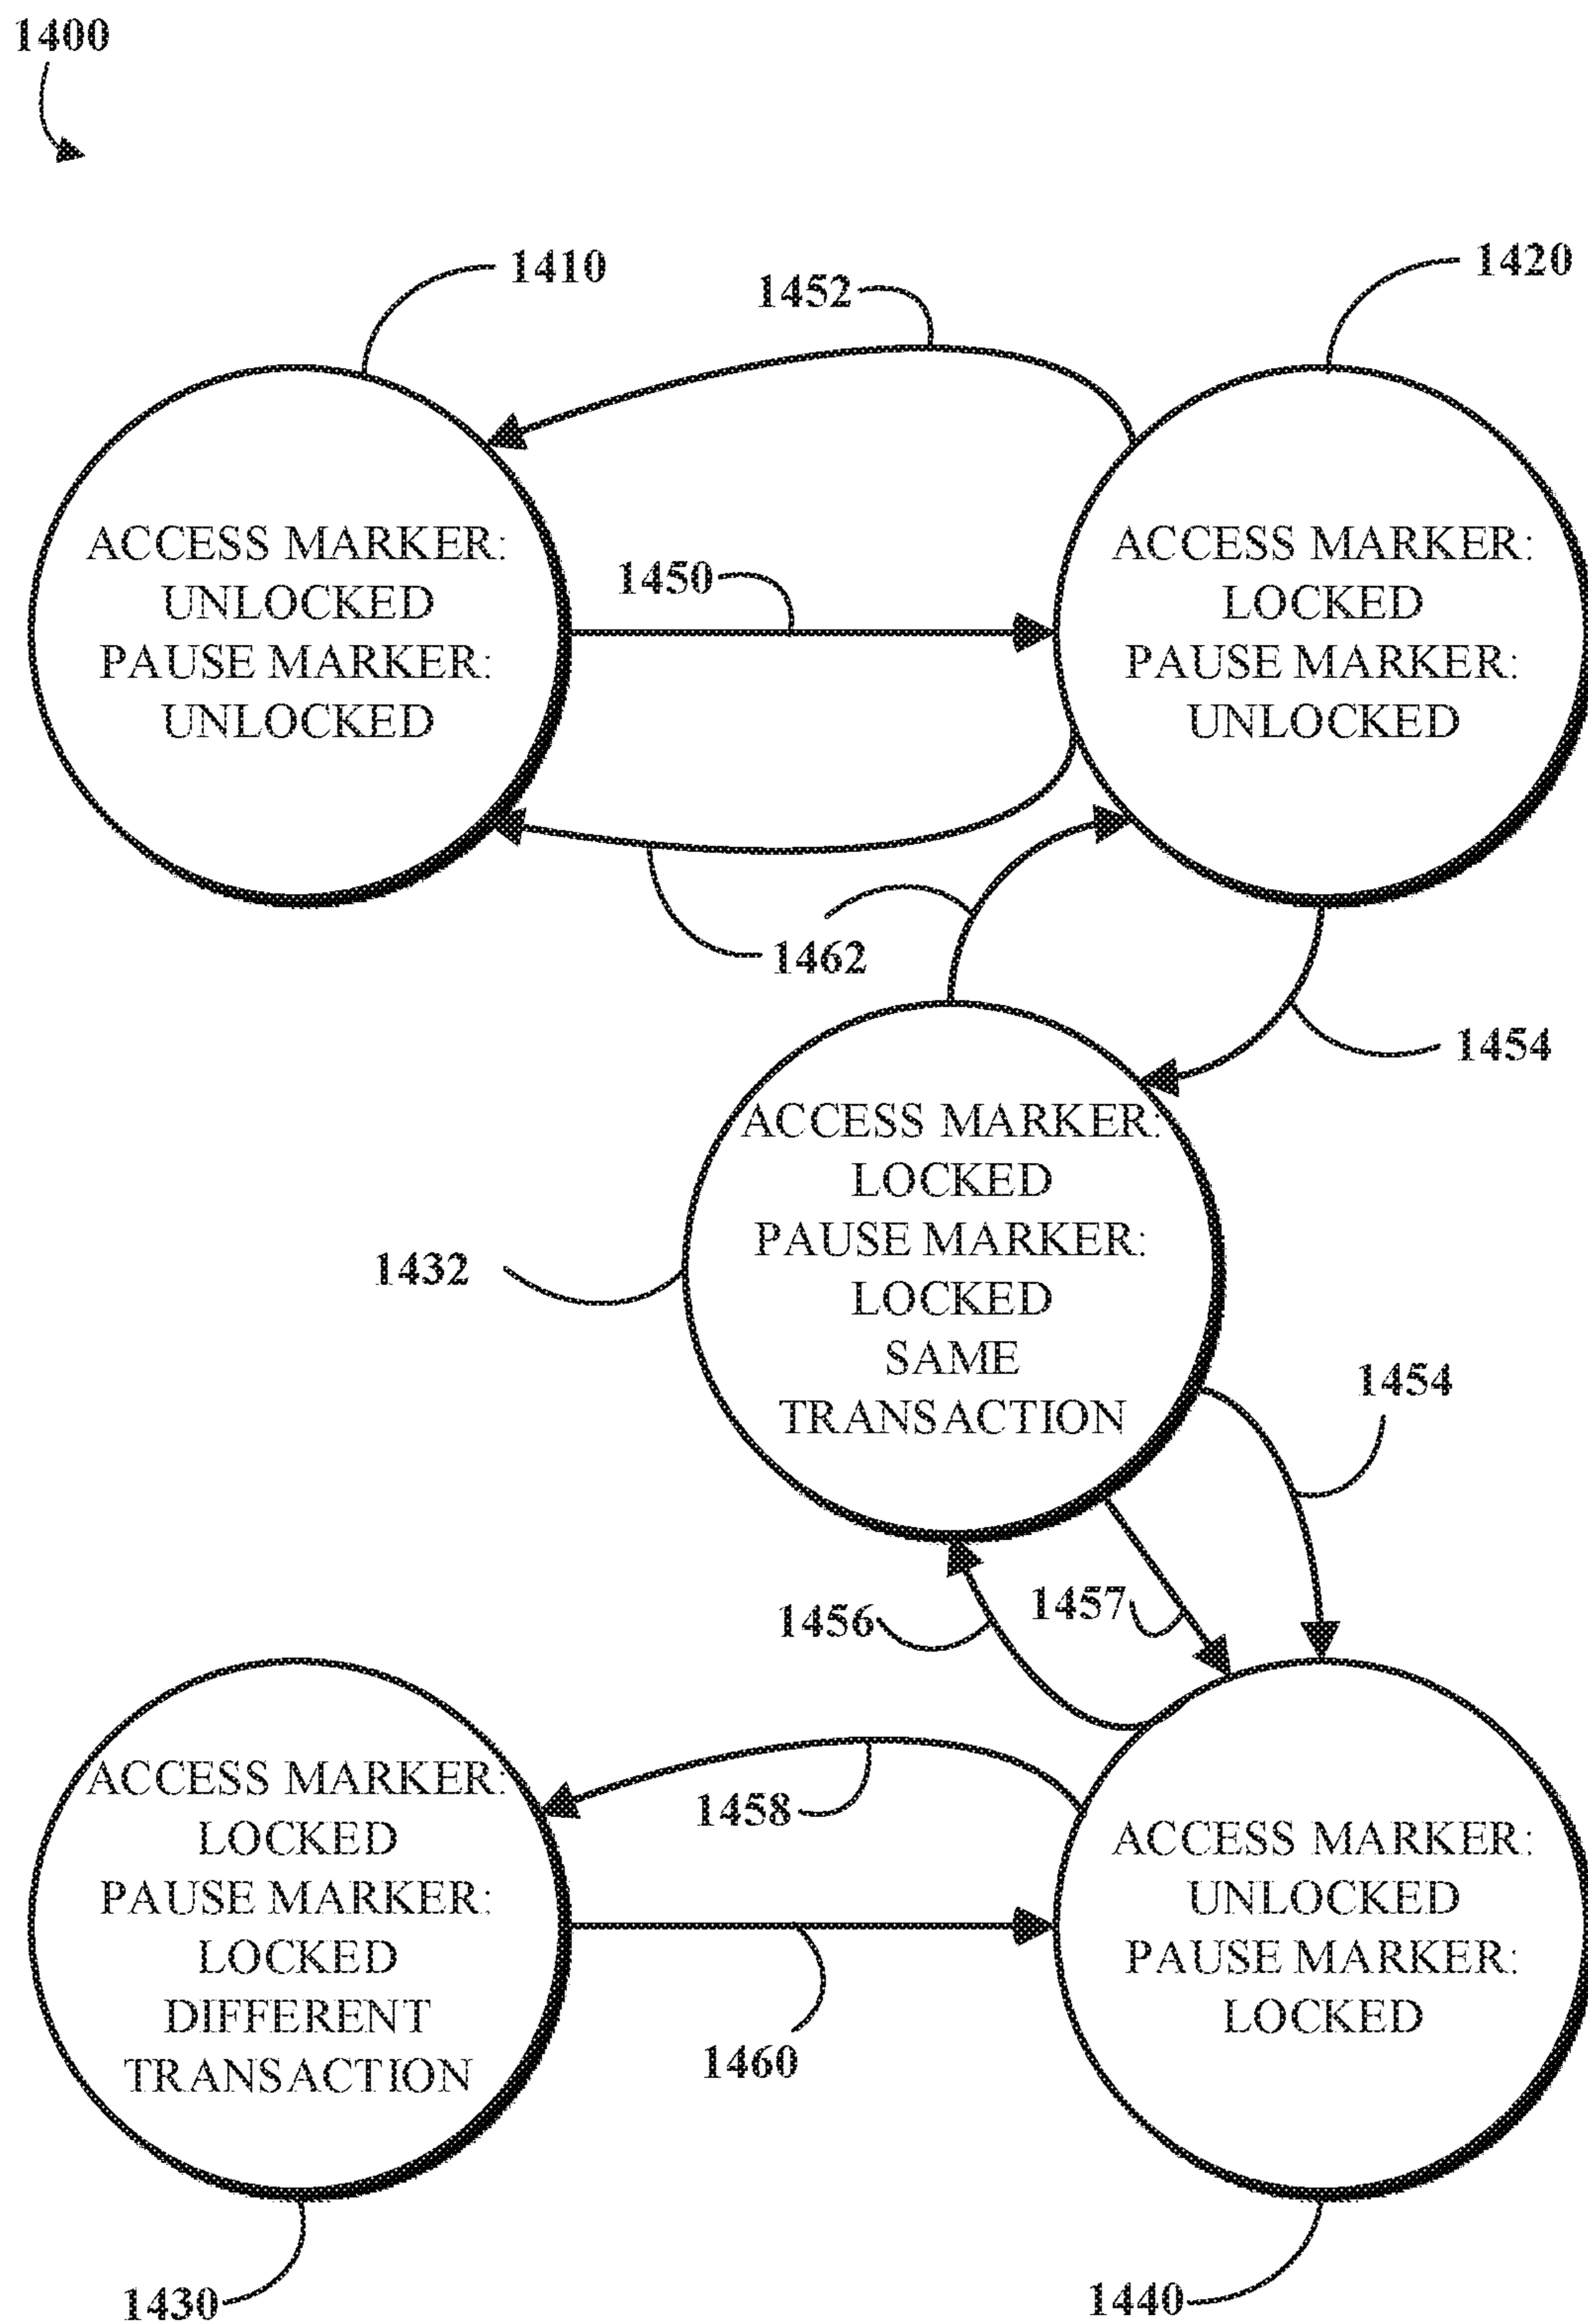 1400
1410
1420
1452
ACCESS MARKER:
UNLOCKED
PAUSE MARKER:
UNLOCKED
1450
ACCESS MARKER:
LOCKED
PAUSE MARKER:
UNLOCKED
1462
1454
ACCESS MARKER:
LOCKED
PAUSE MARKER:
LOCKED
SAME
TRANSACTION
1432
1454
1456
1457
1458
ACCESS MARKER:
LOCKED
PAUSE MARKER:
LOCKED
DIFFERENT
TRANSACTION
ACCESS MARKER:
UNLOCKED
PAUSE MARKER:
LOCKED
1460
1430
1440